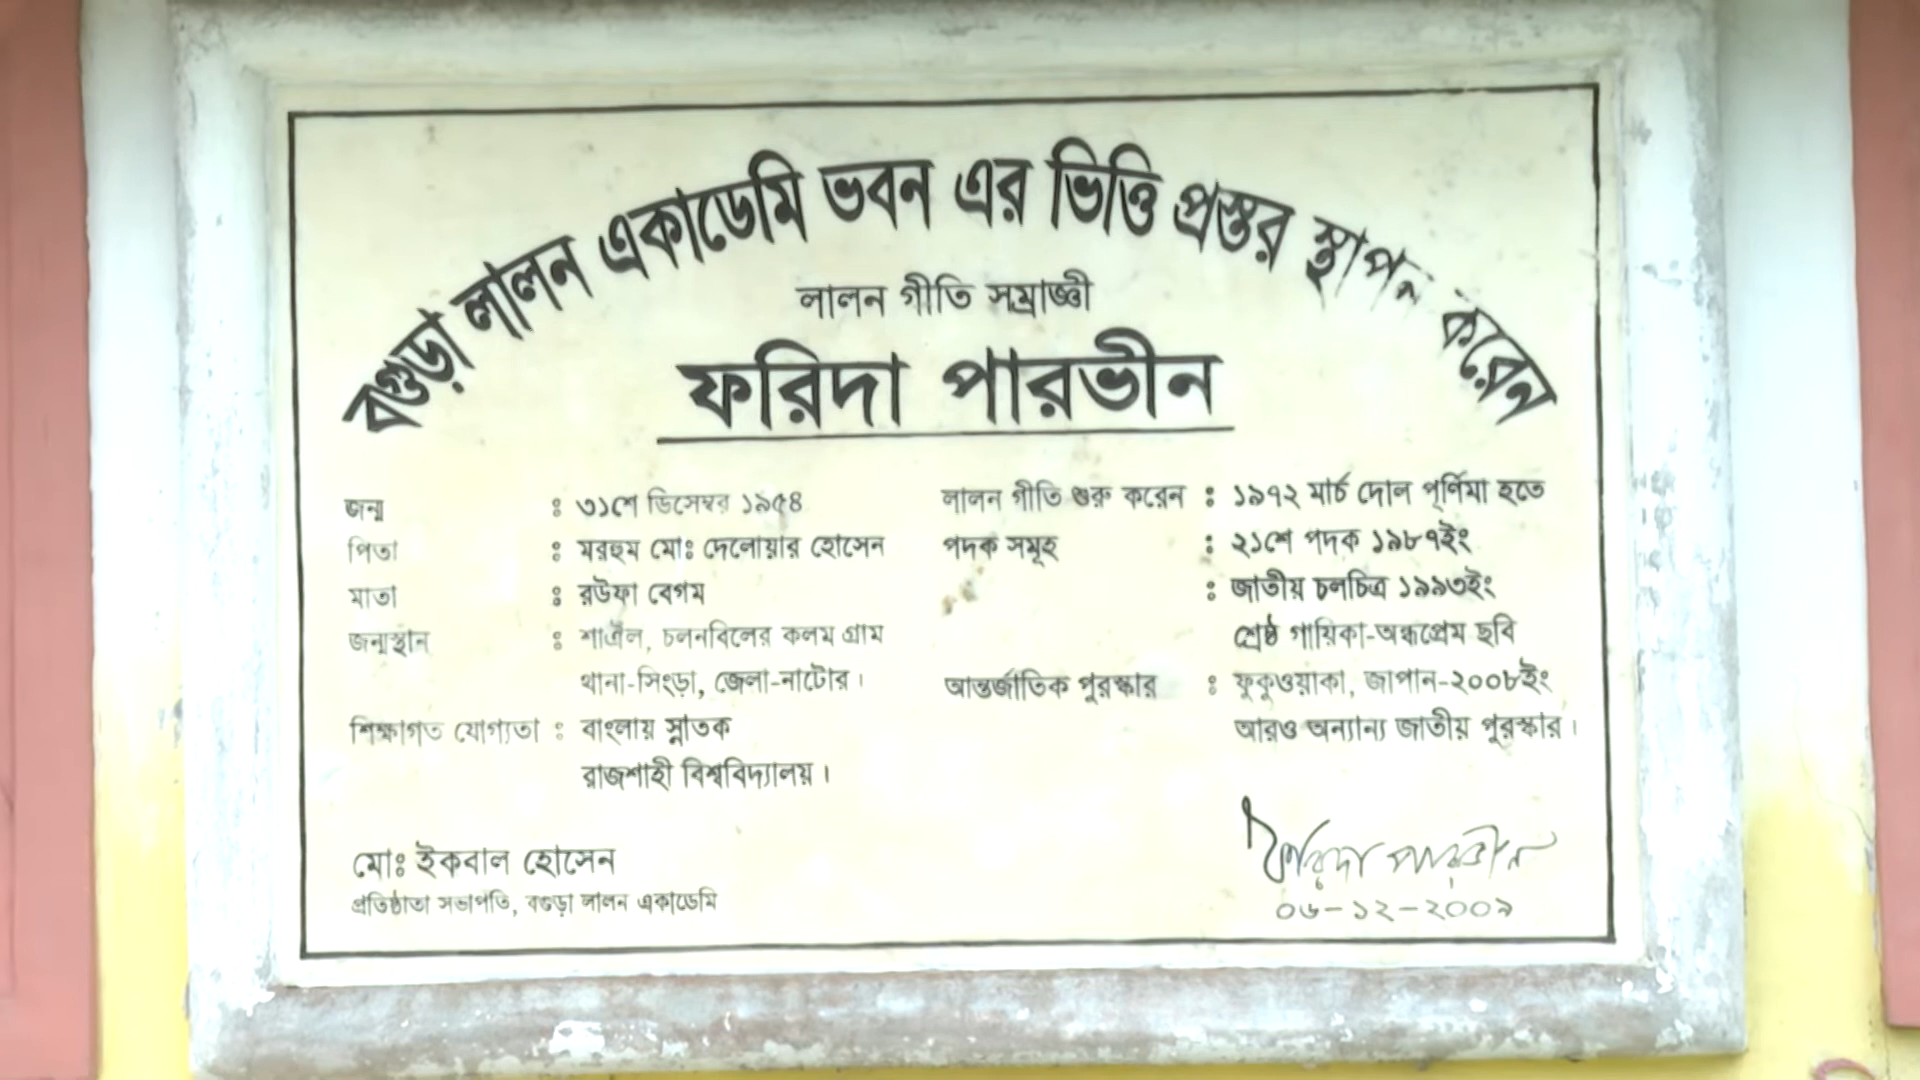 বগুড়া লালন একাডেমি ভবন এর ভিত্তি প্রস্তর স্থাপন করেন
লালন গীতি সম্রাজ্ঞী
ফরিদা পারভীন
জন্ম : ৩১শে ডিসেম্বর ১৯৫৪
পিতা : মরহুম মোঃ দেলোয়ার হোসেন
মাতা : রউফা বেগম
জন্মস্থান : শাঐল, চলনবিলের কলম গ্রাম
থানা-সিংড়া, জেলা-নাটোর।
শিক্ষাগত যোগ্যতা : বাংলায় স্নাতক
রাজশাহী বিশ্ববিদ্যালয়।
লালন গীতি শুরু করেন : ১৯৭২ মার্চ দোল পূর্ণিমা হতে
পদক সমূহ : ২১শে পদক ১৯৮৭ইং
: জাতীয় চলচিত্র ১৯৯৩ইং
শ্রেষ্ঠ গায়িকা-অন্ধপ্রেম ছবি
আন্তর্জাতিক পুরস্কার : ফুকুওয়াকা, জাপান-২০০৮ইং
আরও অন্যান্য জাতীয় পুরস্কার।
মোঃ ইকবাল হোসেন
প্রতিষ্ঠাতা সভাপতি, বগুড়া লালন একাডেমি
ফরিদা পারভীন
০৬-১২-২০০৯